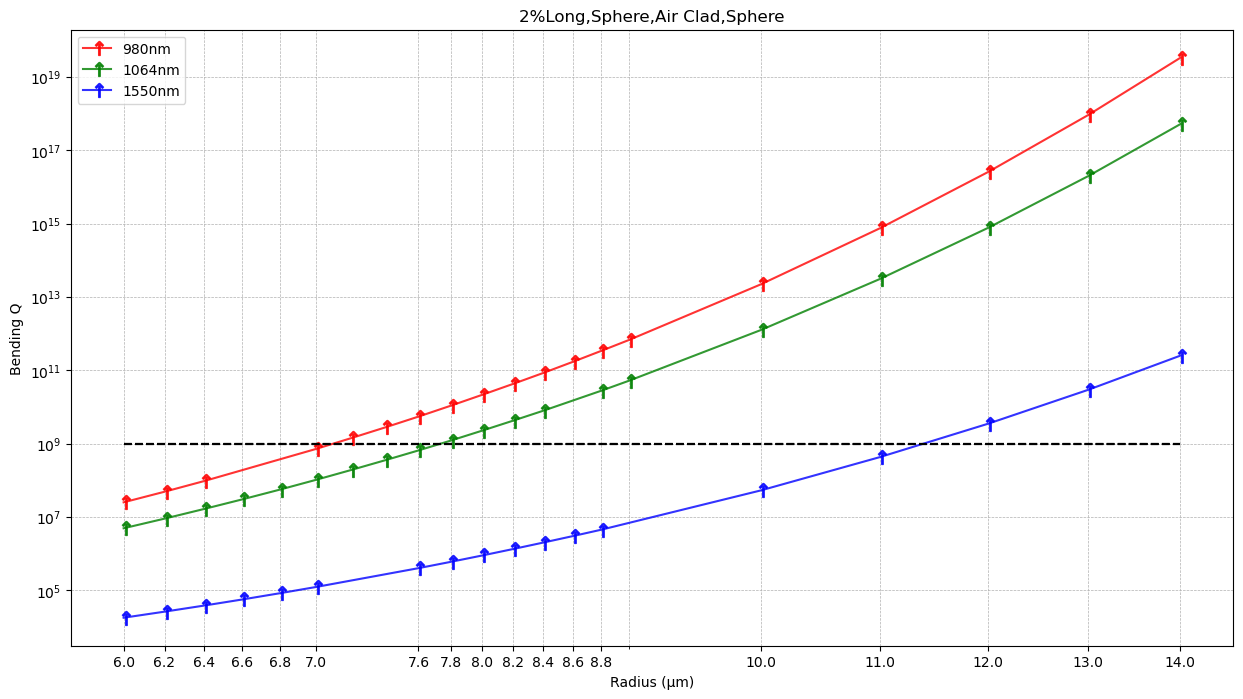 2%Long,Sphere,Air Clad,Sphere
980nm
1064nm
1550nm
Bending Q
10^19
10^17
10^15
10^13
10^11
10^9
10^7
10^5
6.0 6.2 6.4 6.6 6.8 7.0 7.6 7.8 8.0 8.2 8.4 8.6 8.8 10.0 11.0 12.0 13.0 14.0
Radius (μm)